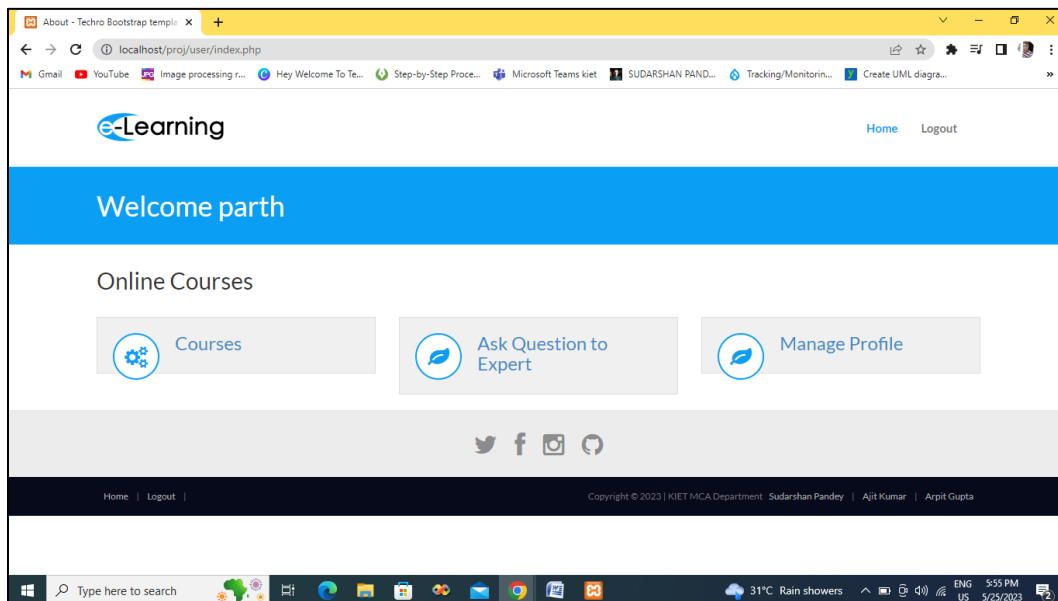 About - Techro Bootstrap templa
localhost/proj/user/index.php
Gmail YouTube Image processing r... Hey Welcome To Te... Step-by-Step Proce... Microsoft Teams kiet SUDARSHAN PAND... Tracking/Monitorin... Create UML diagra... »
e-Learning
Home Logout
Welcome parth
Online Courses
Courses
Ask Question to
Expert
Manage Profile
Home | Logout |
Copyright © 2023 | KIET MCA Department Sudarshan Pandey | Ajit Kumar | Arpit Gupta
Type here to search
31°C Rain showers
ENG
US
5:55 PM
5/25/2023
2